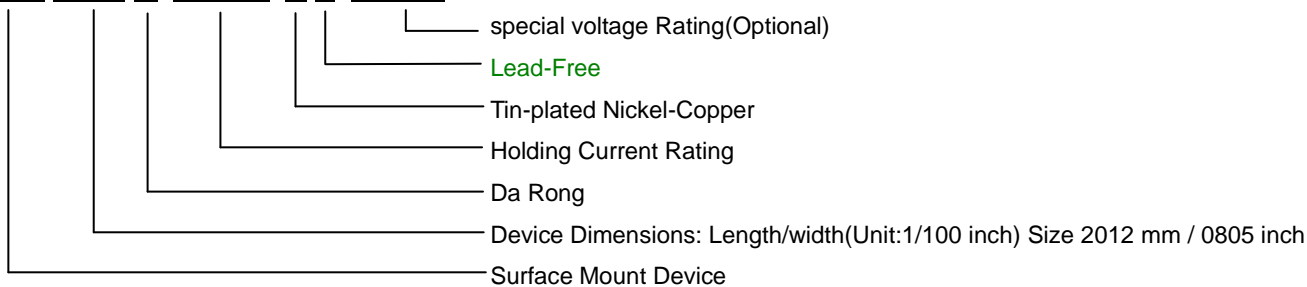 special voltage Rating(Optional)
Lead-Free
Tin-plated Nickel-Copper
Holding Current Rating
Da Rong
Device Dimensions: Length/width(Unit:1/100 inch) Size 2012 mm / 0805 inch
Surface Mount Device